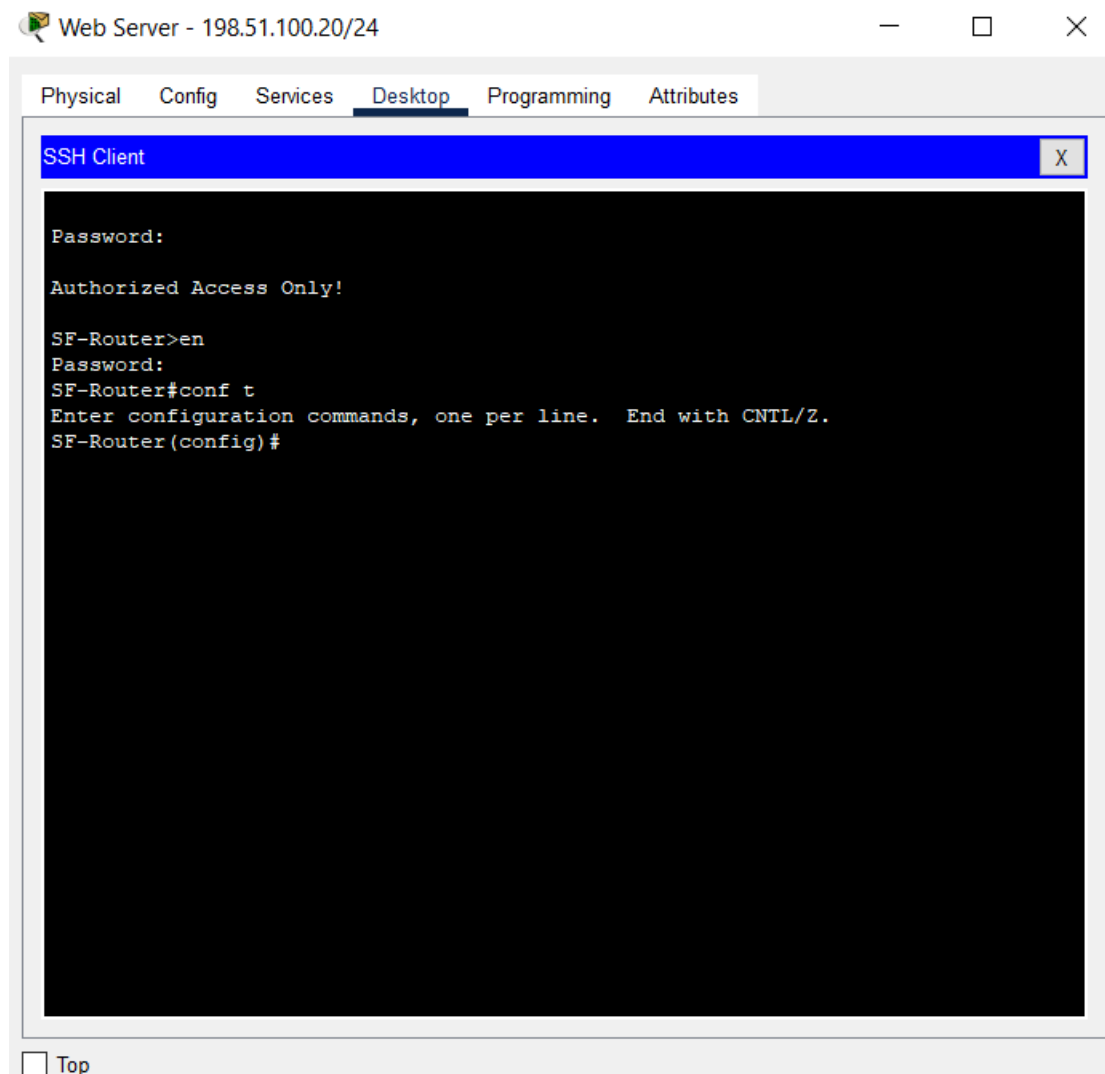 Web Server - 198.51.100.20/24
Physical Config Services Desktop Programming Attributes
SSH Client X
Password:
Authorized Access Only!
SF-Router>en
Password:
SF-Router#conf t
Enter configuration commands, one per line.  End with CNTL/Z.
SF-Router(config)#
Top